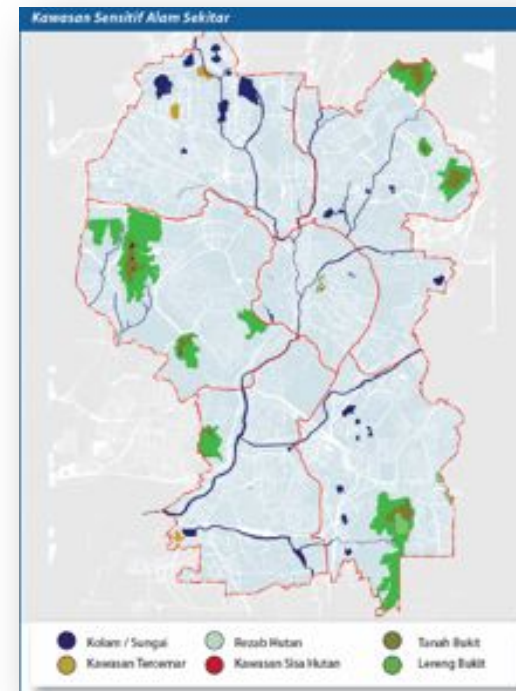 Kawasan Sensitif Alam Sekitar
Kolam / Sungai
Rezab Hutan
Tanah Bukit
Kawasan Tercemar
Kawasan Sisa Hutan
Lereng Bukit